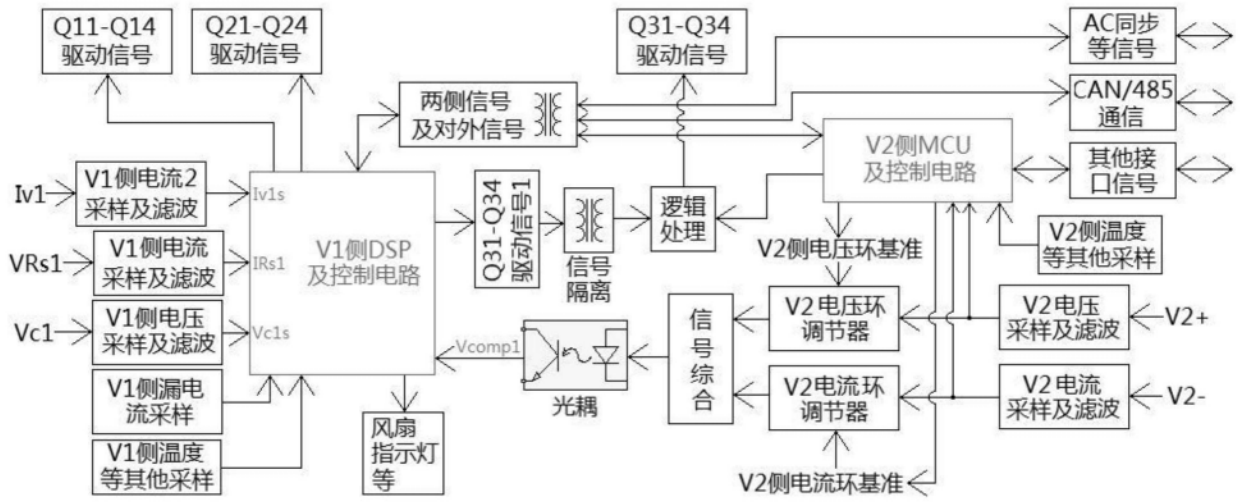 Q11-Q14
驱动信号
Q21-Q24
驱动信号
Q31-Q34
驱动信号
AC同步
等信号
两侧信号
及对外信号
CAN/485
通信
V2侧MCU
及控制电路
其他接
口信号
Iv1
V1侧电流2
采样及滤波
Iv1s
V1侧DSP
及控制电路
Q31-Q34
驱动信号1
信号
隔离
逻辑
处理
V2侧电压环基准
V2侧温度
等其他采样
VRs1
V1侧电流
采样及滤波
IRs1
Vc1
V1侧电压
采样及滤波
Vc1s
Vcomp1
光耦
信号综合
V2电压环
调节器
V2电压
采样及滤波
V2+
V1侧漏电
流采样
V2电流环
调节器
V2电流
采样及滤波
V2-
V1侧温度
等其他采样
风扇
指示灯
等
V2侧电流环基准